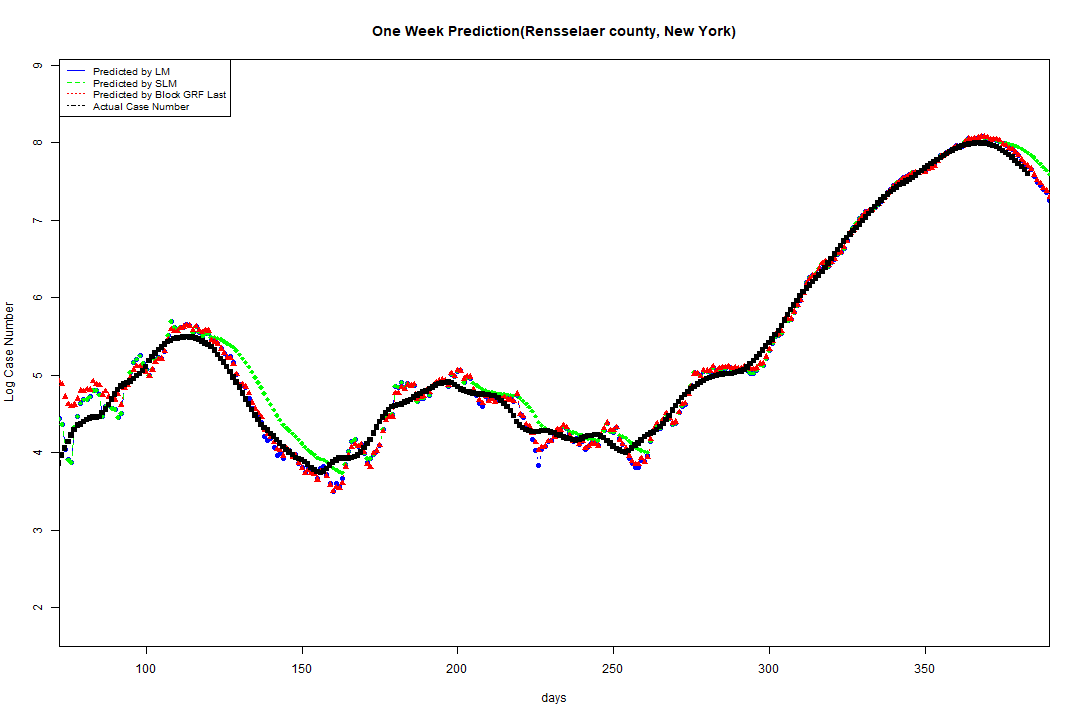 One Week Prediction(Rensselaer county, New York)
Predicted by LM
Predicted by SLM
Predicted by Block GRF Last
Actual Case Number
9
8
7
6
5
4
3
2
Log Case Number
100 150 200 250 300 350
days